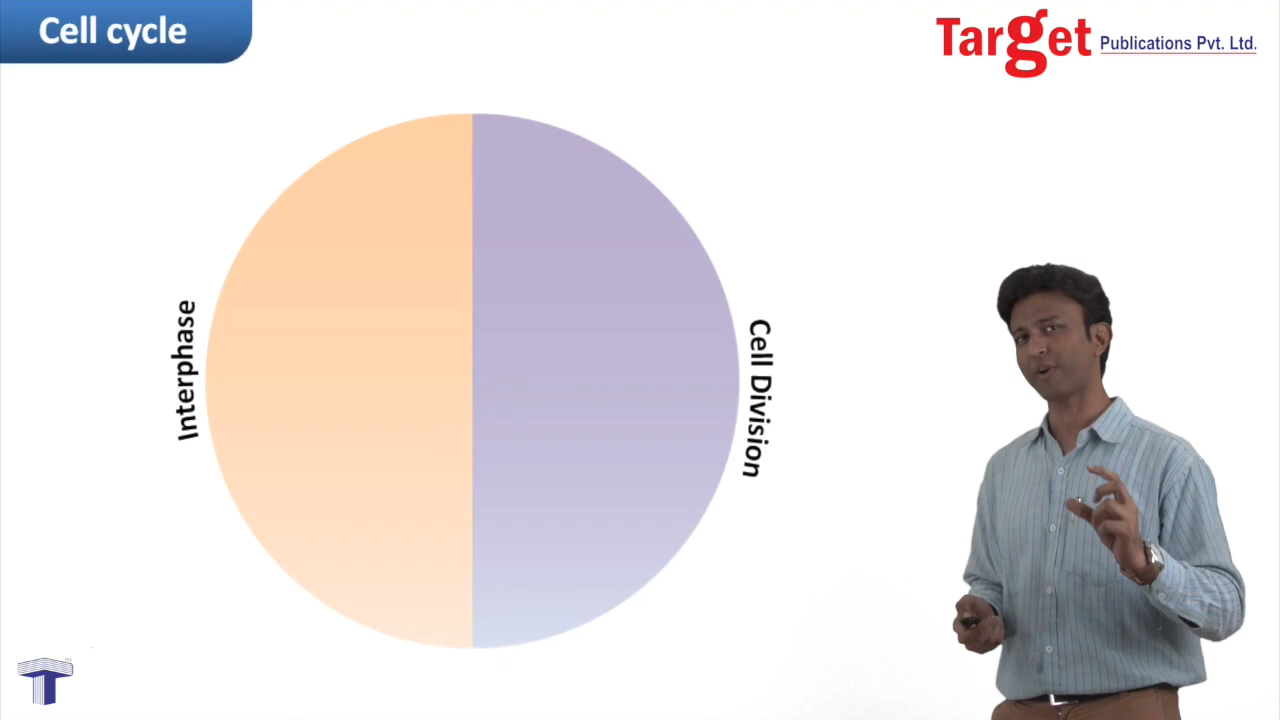 Cell cycle
Target Publications Pvt. Ltd.
Interphase
Cell Division